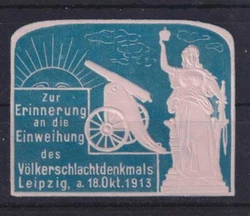 Zur
Erinnerung
an die
Einweihung
des
Völkerschlachtdenkmals
Leipzig, a. 18. Okt. 1913